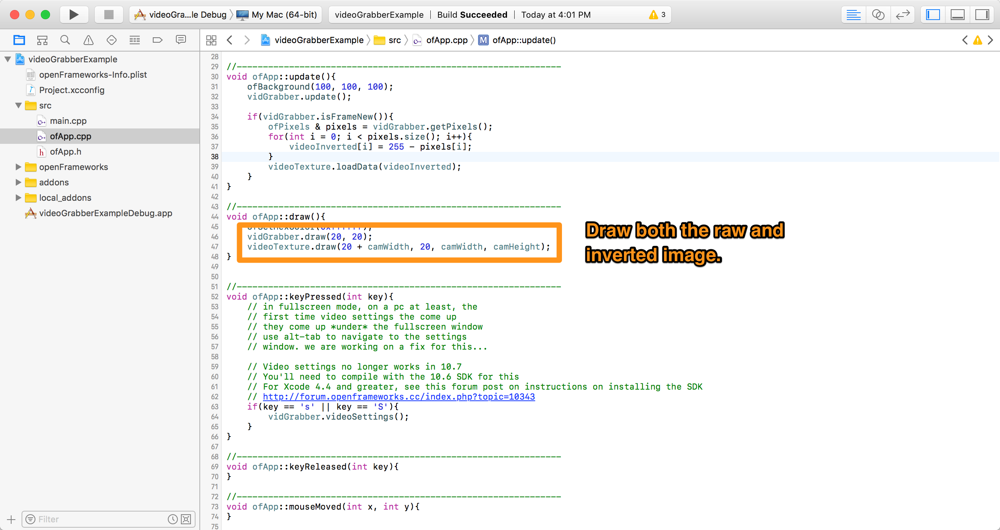 videoGra...le Debug
My Mac (64-bit)
videoGrabberExample | Build Succeeded | Today at 4:01 PM
3
videoGrabberExample
src
ofApp.cpp
M ofApp::update()
videoGrabberExample
openFrameworks-Info.plist
Project.xcconfig
src
main.cpp
ofApp.cpp
ofApp.h
openFrameworks
addons
local_addons
videoGrabberExampleDebug.app
Filter
28
29 //--------------------------------------------------------------
30 void ofApp::update(){
31 ofBackground(100, 100, 100);
32 vidGrabber.update();
33
34 if(vidGrabber.isFrameNew()){
35 ofPixels & pixels = vidGrabber.getPixels();
36 for(int i = 0; i < pixels.size(); i++){
37 videoInverted[i] = 255 - pixels[i];
38 }
39 videoTexture.loadData(videoInverted);
40 }
41 }
42
43 //--------------------------------------------------------------
44 void ofApp::draw(){
45 ofSetHexColor(0xffffff);
46 vidGrabber.draw(20, 20);
47 videoTexture.draw(20 + camWidth, 20, camWidth, camHeight);
48 }
49
50
51 //--------------------------------------------------------------
52 void ofApp::keyPressed(int key){
53 // in fullscreen mode, on a pc at least, the
54 // first time video settings the come up
55 // they come up *under* the fullscreen window
56 // use alt-tab to navigate to the settings
57 // window. we are working on a fix for this...
58
59 // Video settings no longer works in 10.7
60 // You'll need to compile with the 10.6 SDK for this
61 // For Xcode 4.4 and greater, see this forum post on instructions on installing the SDK
62 // http://forum.openframeworks.cc/index.php?topic=10343
63 if(key == 's' || key == 'S'){
64 vidGrabber.videoSettings();
65 }
66 }
67
68 //--------------------------------------------------------------
69 void ofApp::keyReleased(int key){
70 }
71
72 //--------------------------------------------------------------
73 void ofApp::mouseMoved(int x, int y){
74 }
75
Draw both the raw and
inverted image.